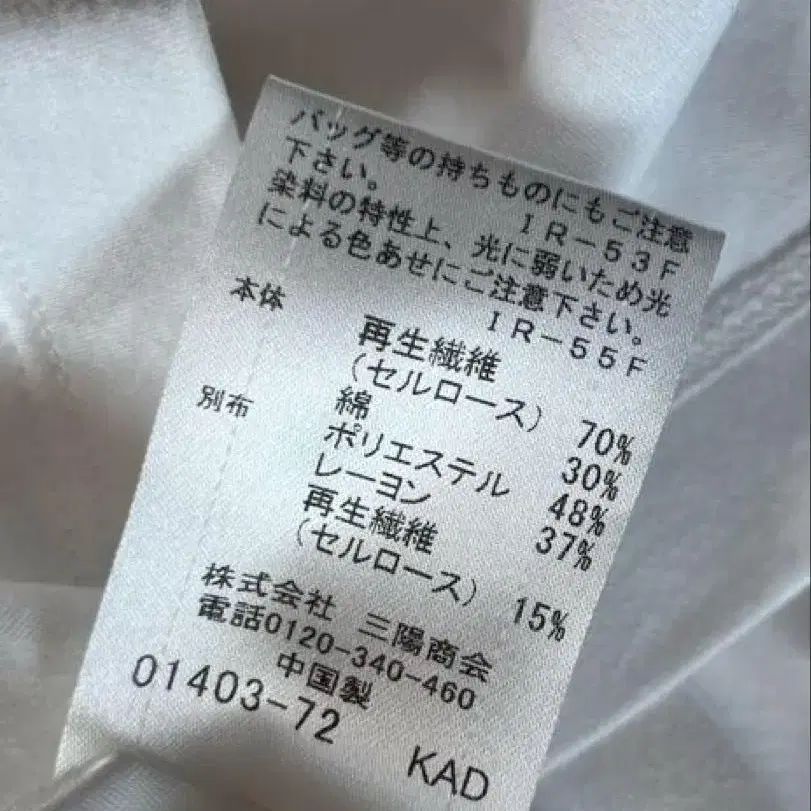 バッグ等の持ちものにもご注意
下さい。
IR-53F
染料の特性上、光に弱いため光
による色あせにご注意下さい。
IR-55F
本体 再生繊維
(セルロース) 70%
綿 30%
別布 ポリエステル 48%
レーヨン 37%
再生繊維
(セルロース) 15%
株式会社 三陽商会
電話0120-340-460
中国製
01403-72 KAD